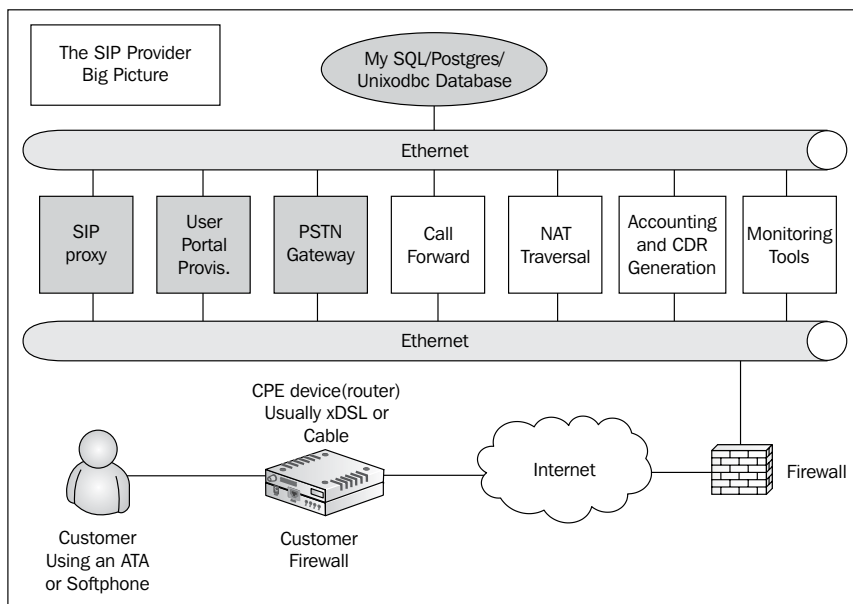 The SIP Provider
Big Picture
My SQL/Postgres/
Unixodbc Database
Ethernet
SIP
proxy
User
Portal
Provis.
PSTN
Gateway
Call
Forward
NAT
Traversal
Accounting
and CDR
Generation
Monitoring
Tools
Ethernet
CPE device(router)
Usually xDSL or
Cable
Internet
Firewall
Customer
Using an ATA
or Softphone
Customer
Firewall